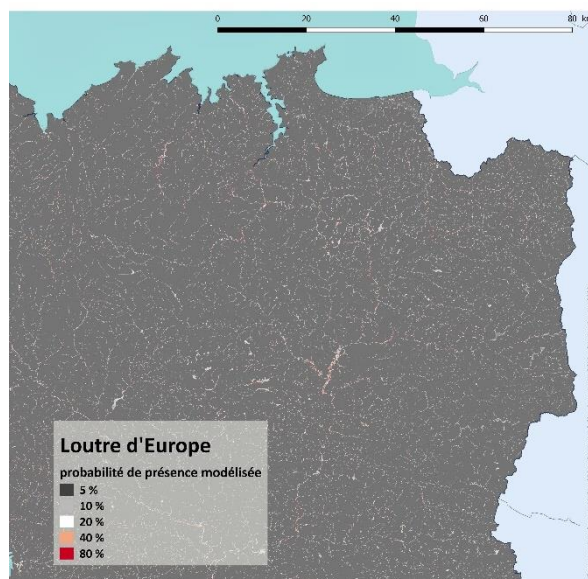 0 20 40 60 80 km
Loutre d'Europe
probabilité de présence modélisée
5 %
10 %
20 %
40 %
80 %